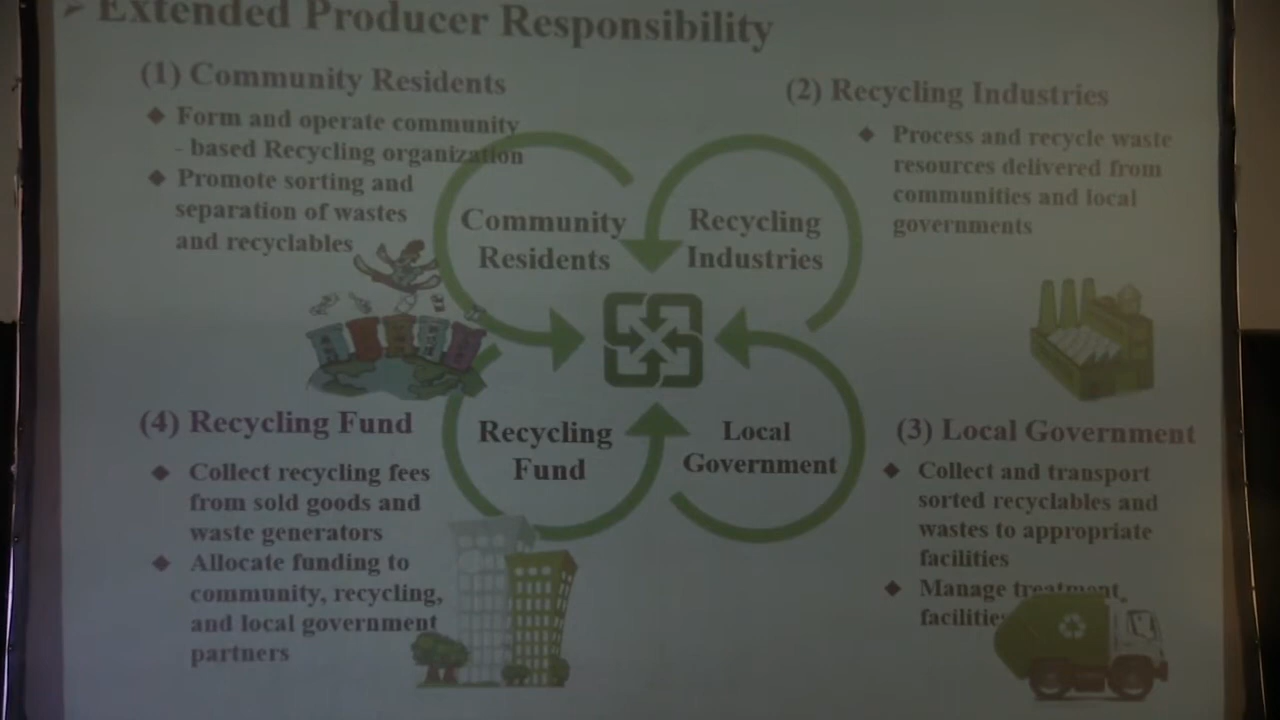 ➢ Extended Producer Responsibility
(1) Community Residents
◆ Form and operate community
- based Recycling organization
◆ Promote sorting and
separation of wastes
and recyclables
(2) Recycling Industries
◆ Process and recycle waste
resources delivered from
communities and local
governments
Community
Residents
Recycling
Industries
Recycling
Fund
Local
Government
(4) Recycling Fund
◆ Collect recycling fees
from sold goods and
waste generators
◆ Allocate funding to
community, recycling,
and local government
partners
(3) Local Government
◆ Collect and transport
sorted recyclables and
wastes to appropriate
facilities
◆ Manage treatment
facilities